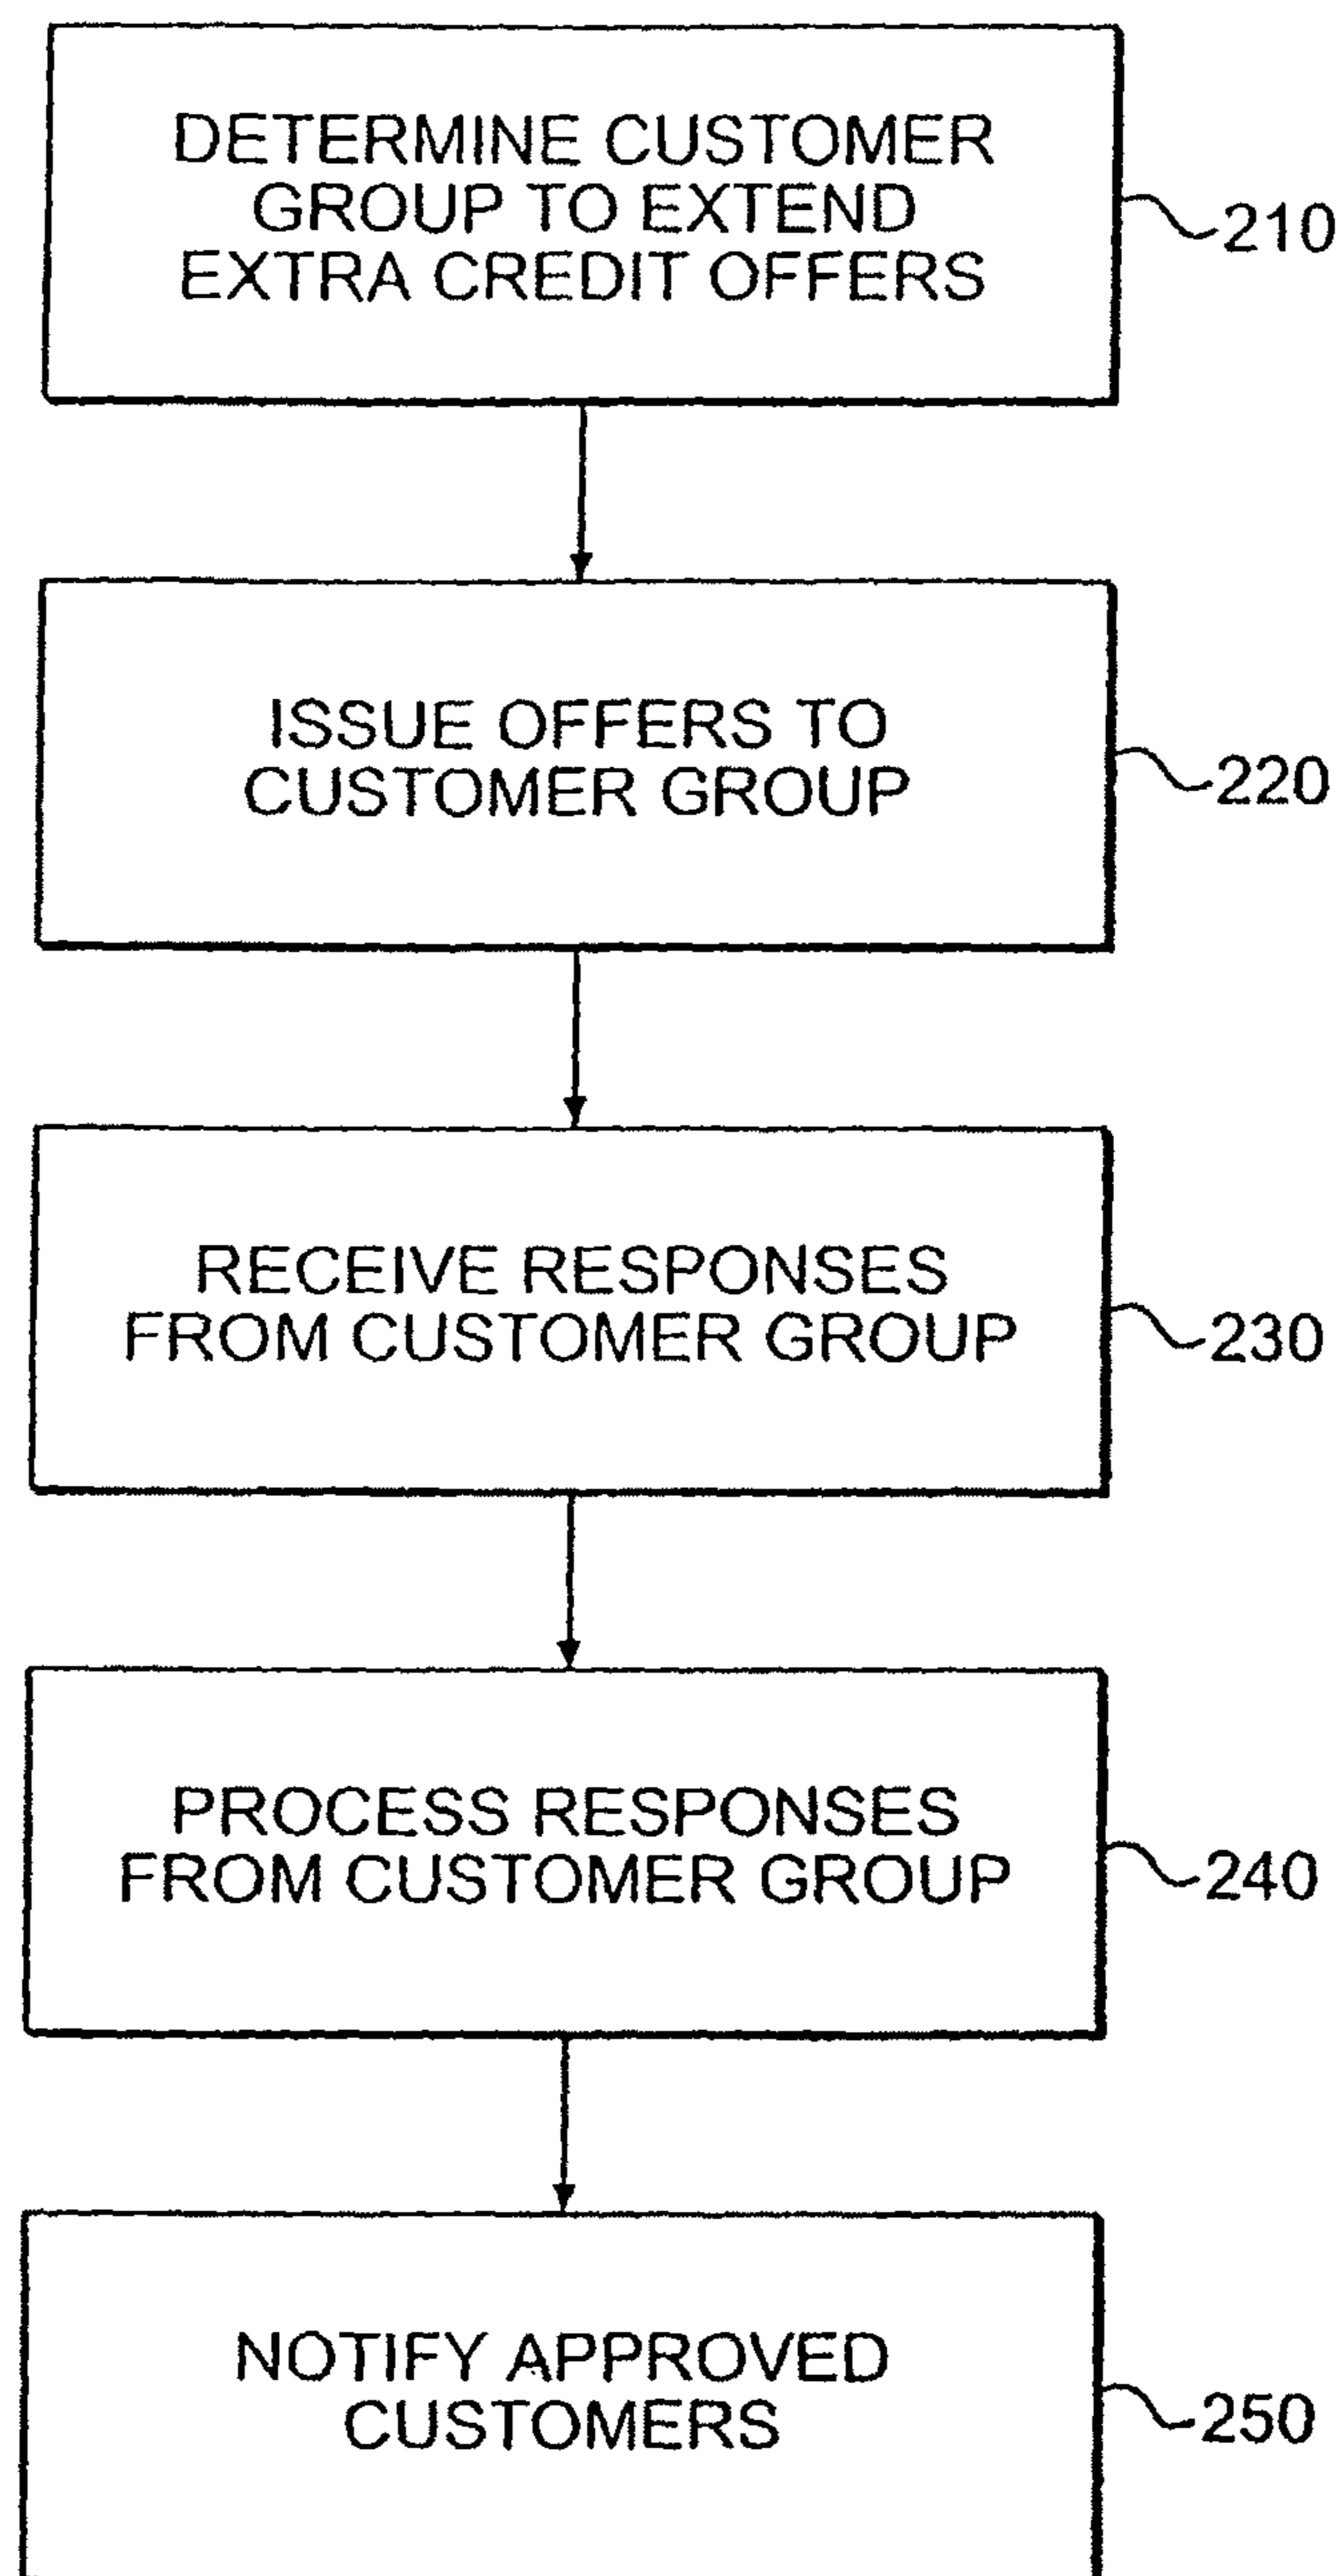 DETERMINE CUSTOMER
GROUP TO EXTEND
EXTRA CREDIT OFFERS
210
ISSUE OFFERS TO
CUSTOMER GROUP
220
RECEIVE RESPONSES
FROM CUSTOMER GROUP
230
PROCESS RESPONSES
FROM CUSTOMER GROUP
240
NOTIFY APPROVED
CUSTOMERS
250